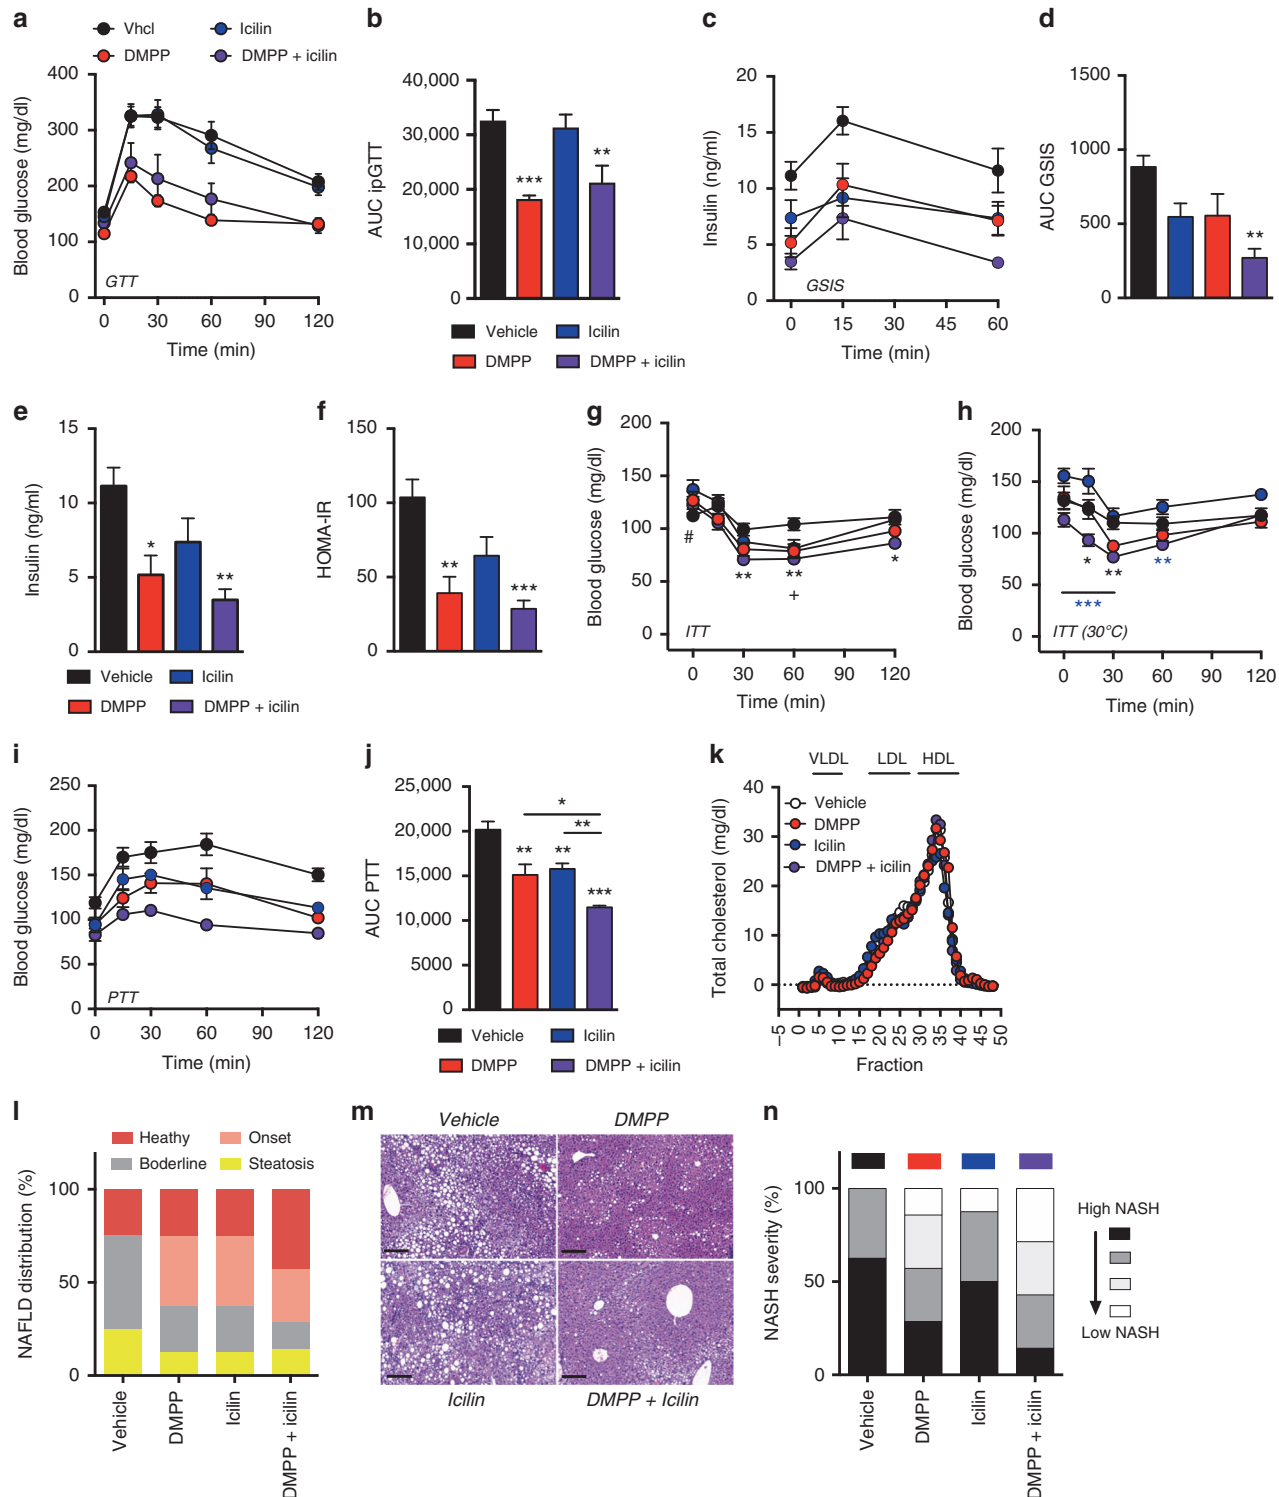 a
Vhcl
Icilin
DMPP
DMPP + icilin
Blood glucose (mg/dl)
400
300
200
100
0
GTT
0 30 60 90 120
Time (min)
b
AUC ipGTT
40,000
30,000
20,000
10,000
0
***
**
Vehicle
Icilin
DMPP
DMPP + icilin
c
Insulin (ng/ml)
20
15
10
5
0
GSIS
0 15 30 45 60
Time (min)
d
AUC GSIS
1500
1000
500
0
**
e
Insulin (ng/ml)
15
10
5
0
*
**
Vehicle
Icilin
DMPP
DMPP + icilin
f
HOMA-IR
150
100
50
0
**
***
g
Blood glucose (mg/dl)
200
150
100
50
0
#
**
**
+
*
ITT
0 30 60 90 120
Time (min)
h
Blood glucose (mg/dl)
200
150
100
50
0
*
**
**
***
ITT (30°C)
0 30 60 90 120
Time (min)
i
Blood glucose (mg/dl)
250
200
150
100
50
0
PTT
0 30 60 90 120
Time (min)
j
AUC PTT
25,000
20,000
15,000
10,000
5000
0
*
**
**
**
***
Vehicle
Icilin
DMPP
DMPP + icilin
k
VLDL LDL HDL
Vehicle
DMPP
Icilin
DMPP + icilin
Total cholesterol (mg/dl)
40
30
20
10
0
−5 0 5 10 15 20 25 30 35 40 45 50
Fraction
l
Heathy
Onset
Boderline
Steatosis
NAFLD distribution (%)
100
50
0
Vehicle
DMPP
Icilin
DMPP + icilin
m
Vehicle
DMPP
Icilin
DMPP + Icilin
n
NASH severity (%)
100
50
0
Vehicle
DMPP
Icilin
DMPP + icilin
High NASH
Low NASH